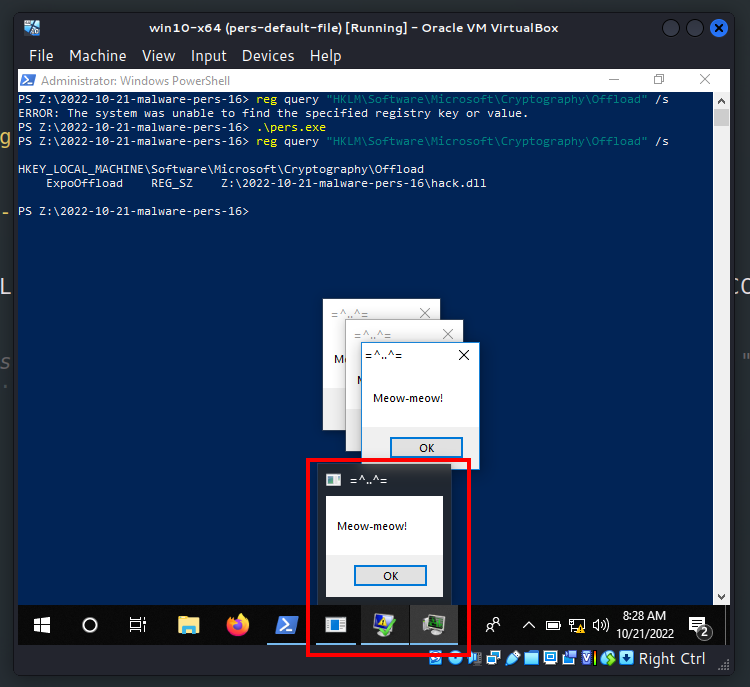 win10-x64 (pers-default-file) [Running] - Oracle VM VirtualBox
File Machine View Input Devices Help
Administrator: Windows PowerShell
PS Z:\2022-10-21-malware-pers-16> reg query "HKLM\Software\Microsoft\Cryptography\Offload" /s
ERROR: The system was unable to find the specified registry key or value.
PS Z:\2022-10-21-malware-pers-16> .\pers.exe
PS Z:\2022-10-21-malware-pers-16> reg query "HKLM\Software\Microsoft\Cryptography\Offload" /s
HKEY_LOCAL_MACHINE\Software\Microsoft\Cryptography\Offload
ExpoOffload REG_SZ Z:\2022-10-21-malware-pers-16\hack.dll
PS Z:\2022-10-21-malware-pers-16>
=^..^=
=^..^=
=^..^=
Meow-meow!
OK
=^..^=
Meow-meow!
OK
8:28 AM
10/21/2022
2
Right Ctrl